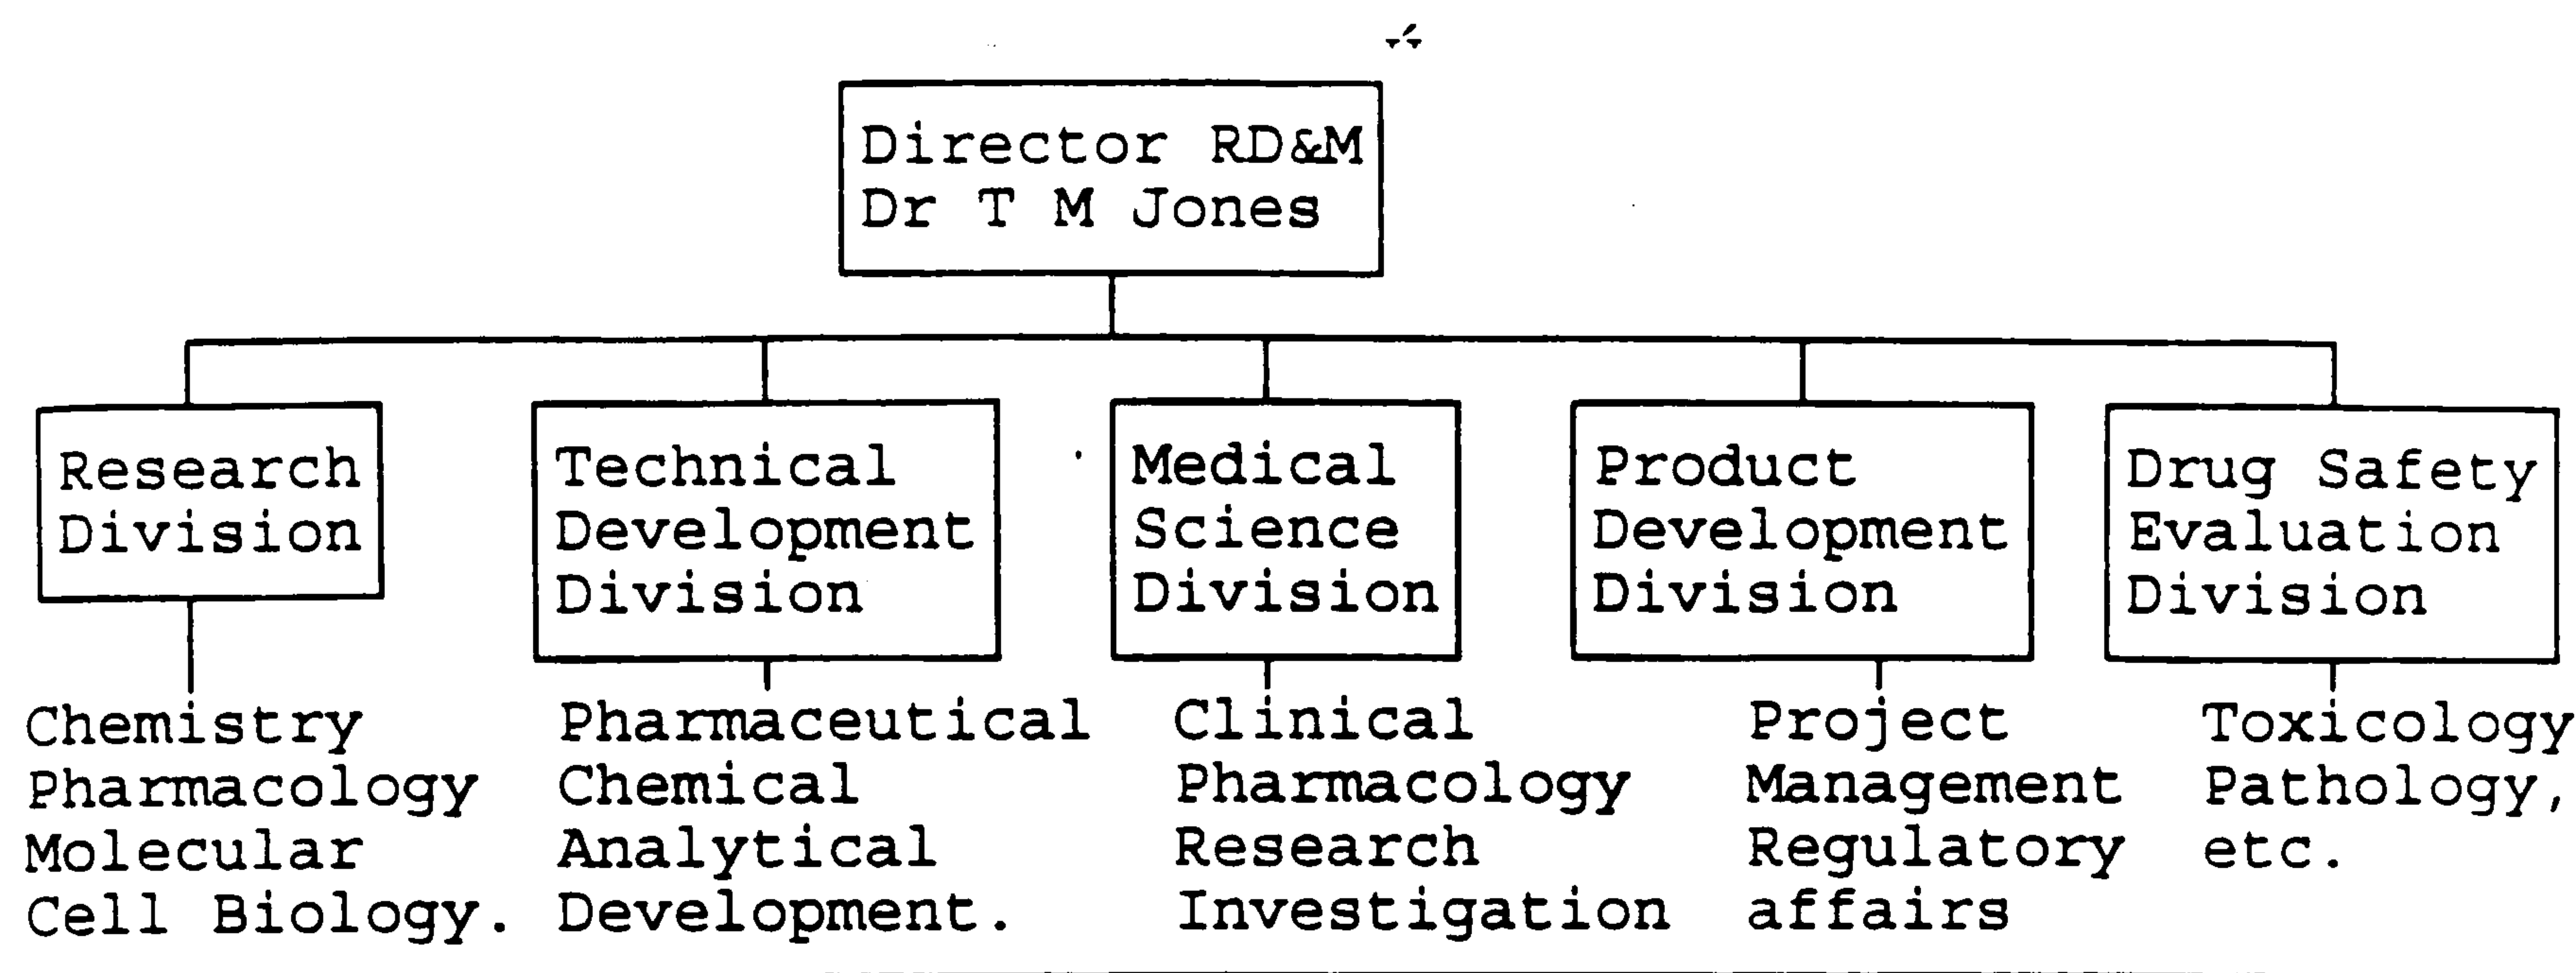 Director RD&M
Dr T M Jones
Research
Division
Technical
Development
Division
Medical
Science
Division
Product
Development
Division
Drug Safety
Evaluation
Division
Chemistry
Pharmacology
Molecular
Cell Biology.
Pharmaceutical
Chemical
Analytical
Development.
Clinical
Pharmacology
Research
Investigation
Project
Management
Regulatory
affairs
Toxicology
Pathology,
etc.